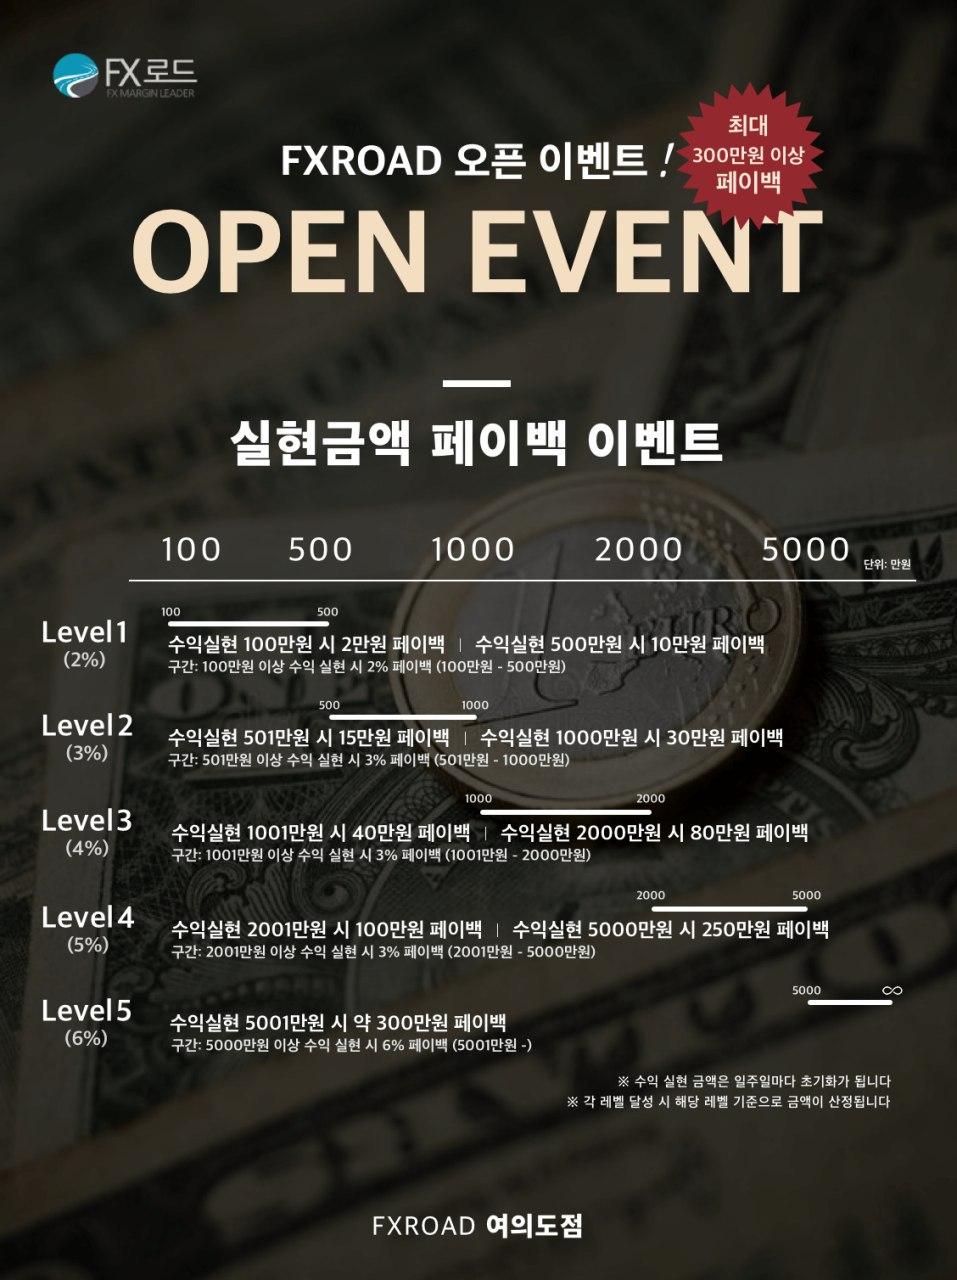 FX로드
FX MARGIN LEADER
최대
300만원 이상
페이백
FXROAD 오픈 이벤트 !
OPEN EVENT
실현금액 페이백 이벤트
100 500 1000 2000 5000 단위: 만원
100 500
Level1 수익실현 100만원 시 2만원 페이백 | 수익실현 500만원 시 10만원 페이백
(2%) 구간: 100만원 이상 수익 실현 시 2% 페이백 (100만원 - 500만원)
500 1000
Level2 수익실현 501만원 시 15만원 페이백 | 수익실현 1000만원 시 30만원 페이백
(3%) 구간: 501만원 이상 수익 실현 시 3% 페이백 (501만원 - 1000만원)
1000 2000
Level3 수익실현 1001만원 시 40만원 페이백 | 수익실현 2000만원 시 80만원 페이백
(4%) 구간: 1001만원 이상 수익 실현 시 3% 페이백 (1001만원 - 2000만원)
2000 5000
Level4 수익실현 2001만원 시 100만원 페이백 | 수익실현 5000만원 시 250만원 페이백
(5%) 구간: 2001만원 이상 수익 실현 시 3% 페이백 (2001만원 - 5000만원)
5000 ∞
Level5 수익실현 5001만원 시 약 300만원 페이백
(6%) 구간: 5000만원 이상 수익 실현 시 6% 페이백 (5001만원 -)
※ 수익 실현 금액은 일주일마다 초기화가 됩니다
※ 각 레벨 달성 시 해당 레벨 기준으로 금액이 산정됩니다
FXROAD 여의도점
EURO
ONE